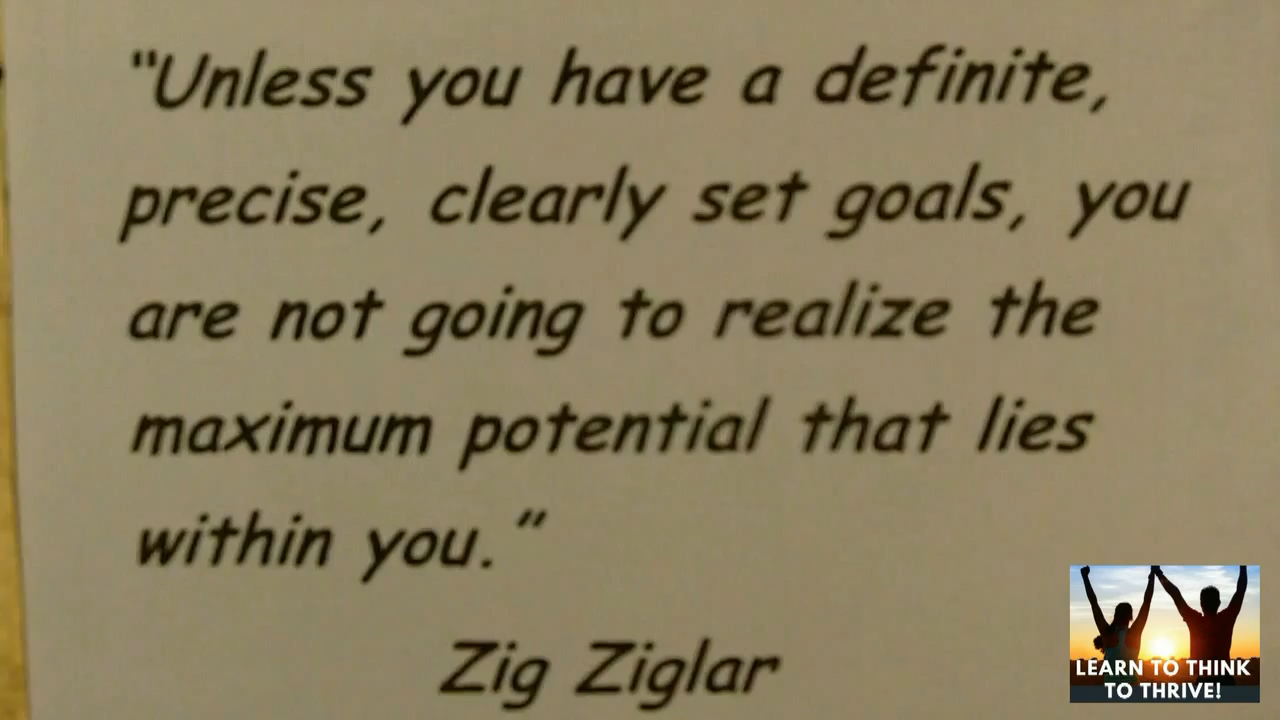 “Unless you have a definite,
precise, clearly set goals, you
are not going to realize the
maximum potential that lies
within you.”
Zig Ziglar
LEARN TO THINK
TO THRIVE!